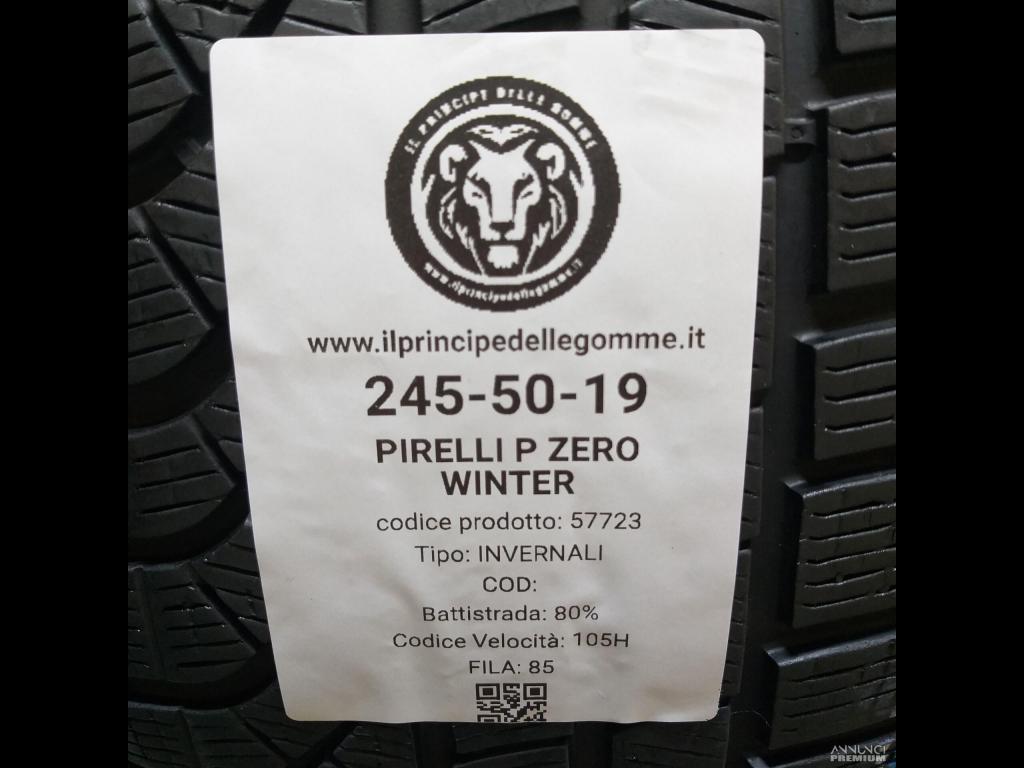 IL PRINCIPE DELLE GOMME
www.ilprincipedellegomme.it
www.ilprincipedellegomme.it
245-50-19
PIRELLI P ZERO
WINTER
codice prodotto: 57723
Tipo: INVERNALI
COD:
Battistrada: 80%
Codice Velocità: 105H
FILA: 85
ANNUNCI
PREMIUM